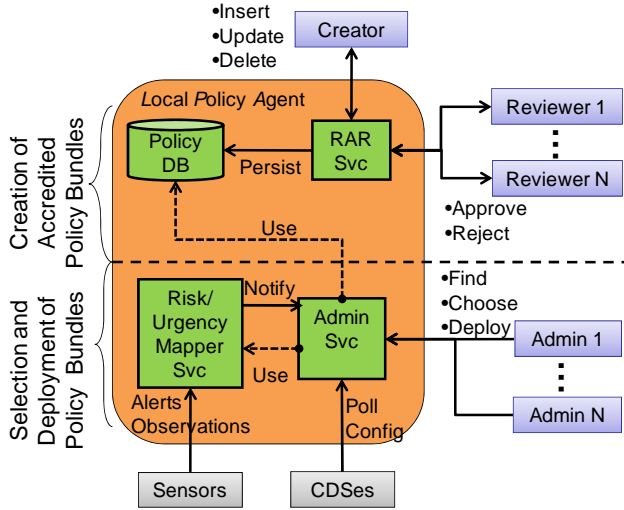 •Insert
•Update
•Delete
Creator
Local Policy Agent
Policy
DB
Persist
RAR
Svc
Reviewer 1
Reviewer N
•Approve
•Reject
Creation of
Accredited
Policy Bundles
Use
Selection and
Deployment of
Policy Bundles
Risk/
Urgency
Mapper
Svc
Notify
Use
Admin
Svc
•Find
•Choose
•Deploy
Admin 1
Admin N
Alerts
Observations
Poll
Config
Sensors
CDSes